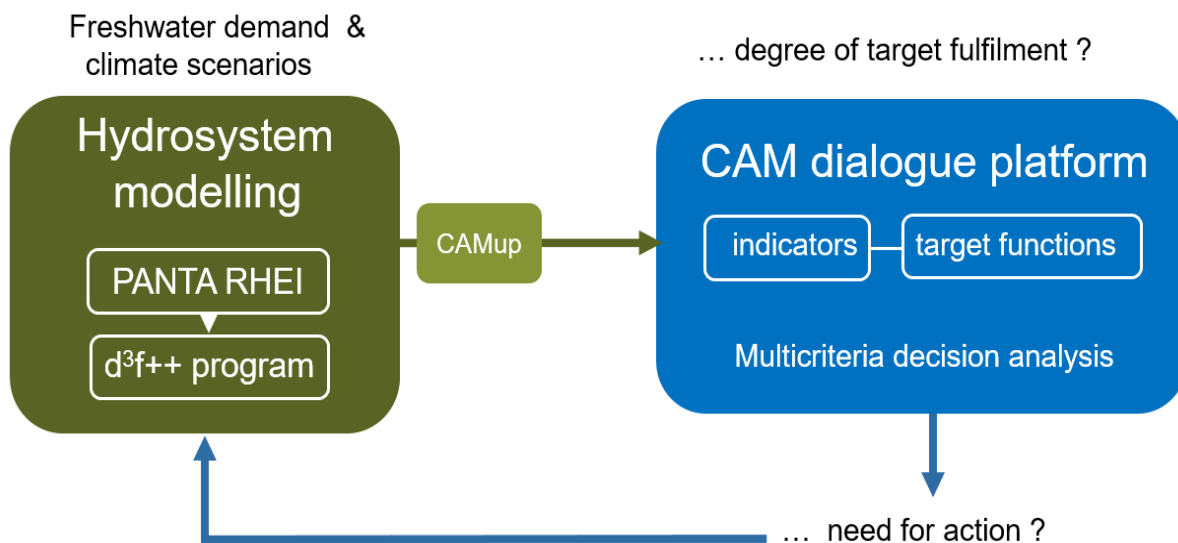 Freshwater demand &
climate scenarios
… degree of target fulfilment ?
Hydrosystem
modelling
PANTA RHEI
d³f++ program
CAMup
CAM dialogue platform
indicators
target functions
Multicriteria decision analysis
… need for action ?